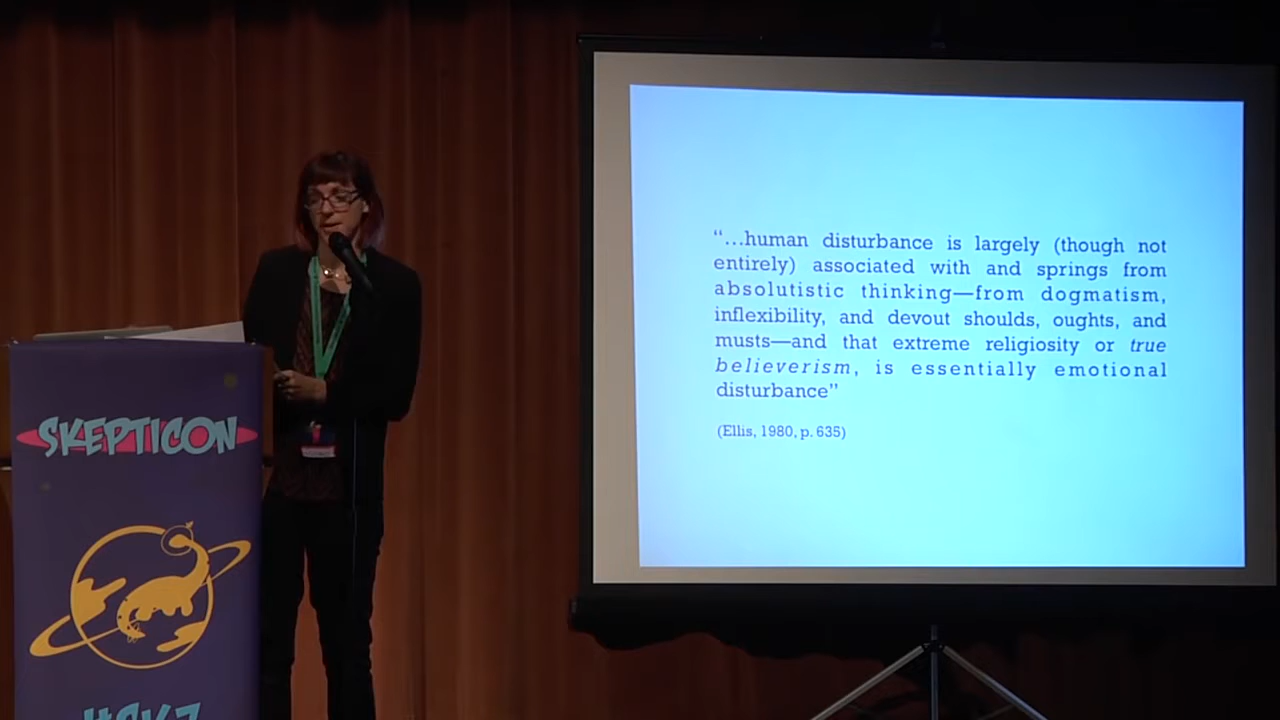 “…human disturbance is largely (though not
entirely) associated with and springs from
absolutistic thinking—from dogmatism,
inflexibility, and devout shoulds, oughts, and
musts—and that extreme religiosity or true
believerism, is essentially emotional
disturbance”
(Ellis, 1980, p. 635)
SKEPTICON